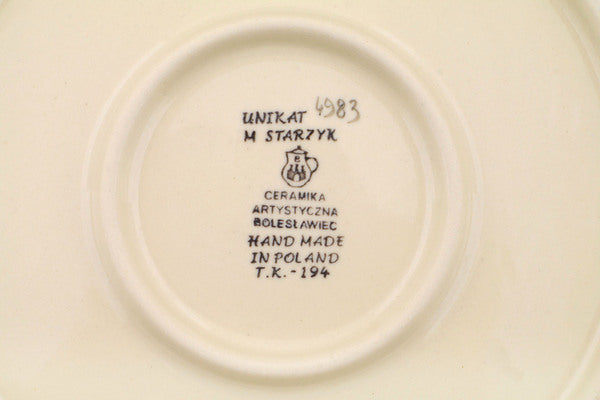 UNIKAT 4983
M STARZYK
B
CERAMIKA
ARTYSTYCZNA
BOLESŁAWIEC
HAND MADE
IN POLAND
T.K.-194